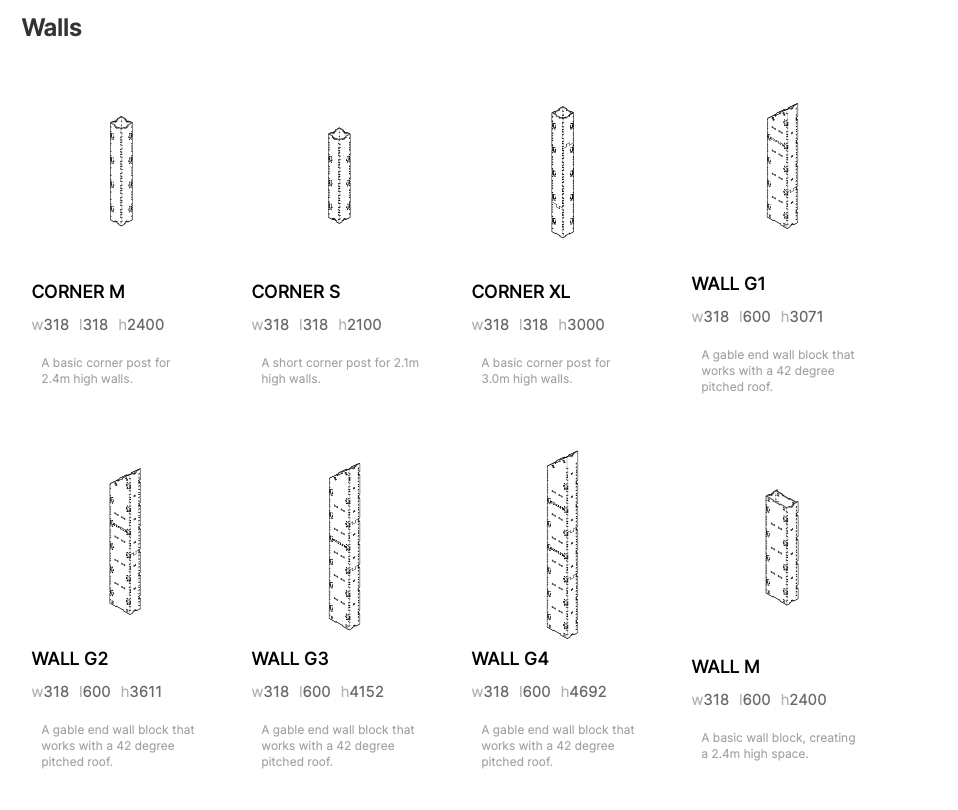 Walls
CORNER M
w318 l318 h2400
A basic corner post for
2.4m high walls.
CORNER S
w318 l318 h2100
A short corner post for 2.1m
high walls.
CORNER XL
w318 l318 h3000
A basic corner post for
3.0m high walls.
WALL G1
w318 l600 h3071
A gable end wall block that
works with a 42 degree
pitched roof.
WALL G2
w318 l600 h3611
A gable end wall block that
works with a 42 degree
pitched roof.
WALL G3
w318 l600 h4152
A gable end wall block that
works with a 42 degree
pitched roof.
WALL G4
w318 l600 h4692
A gable end wall block that
works with a 42 degree
pitched roof.
WALL M
w318 l600 h2400
A basic wall block, creating
a 2.4m high space.